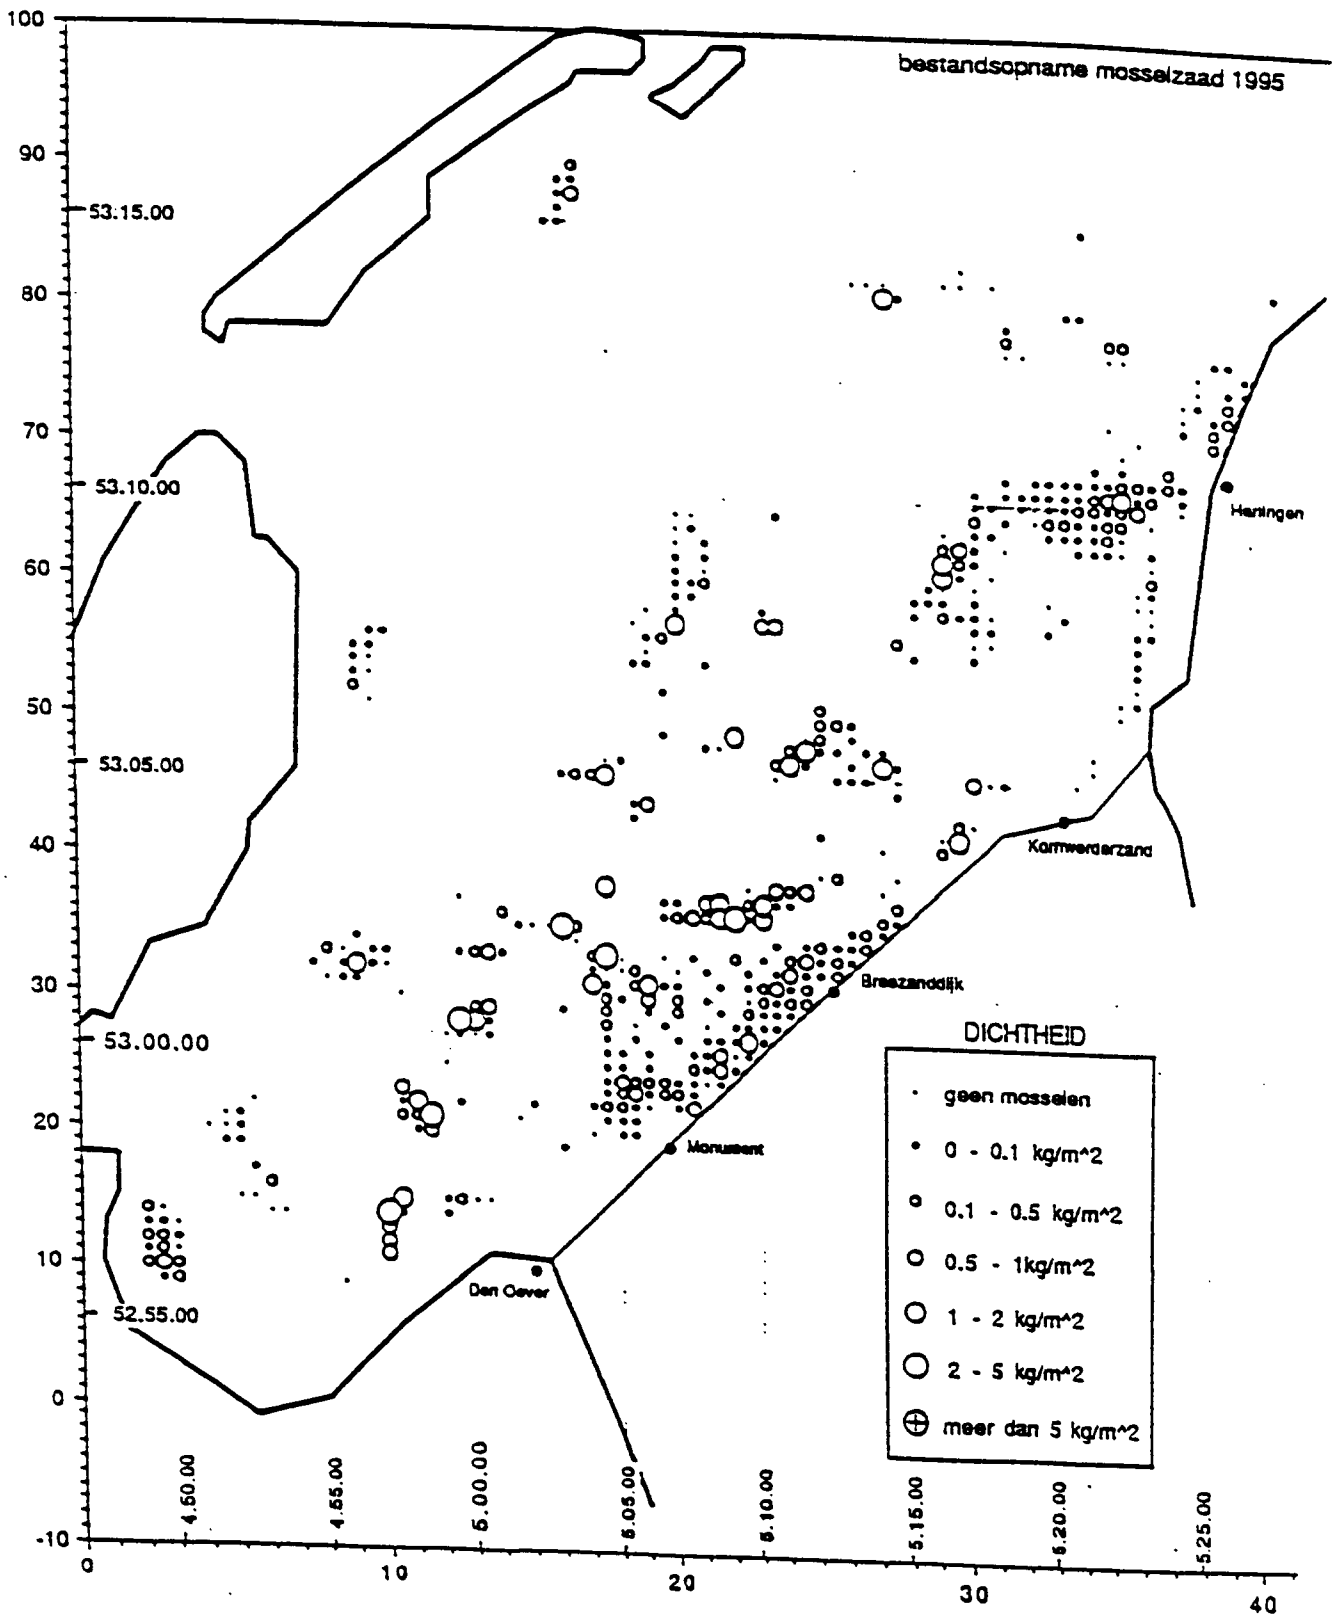 bestandsopname mosselzaad 1995
100
90
53.15.00
80
70
53.10.00
Harlingen
60
50
53.05.00
40
Kornwerderzand
30
Breezanddijk
53.00.00
20
Monument
10
Den Oever
52.55.00
0
-10
DICHTHEID
geen mosselen
0 - 0.1 kg/m^2
0.1 - 0.5 kg/m^2
0.5 - 1kg/m^2
1 - 2 kg/m^2
2 - 5 kg/m^2
meer dan 5 kg/m^2
4.50.00
4.55.00
5.00.00
5.05.00
5.10.00
5.15.00
5.20.00
5.25.00
0
10
20
30
40